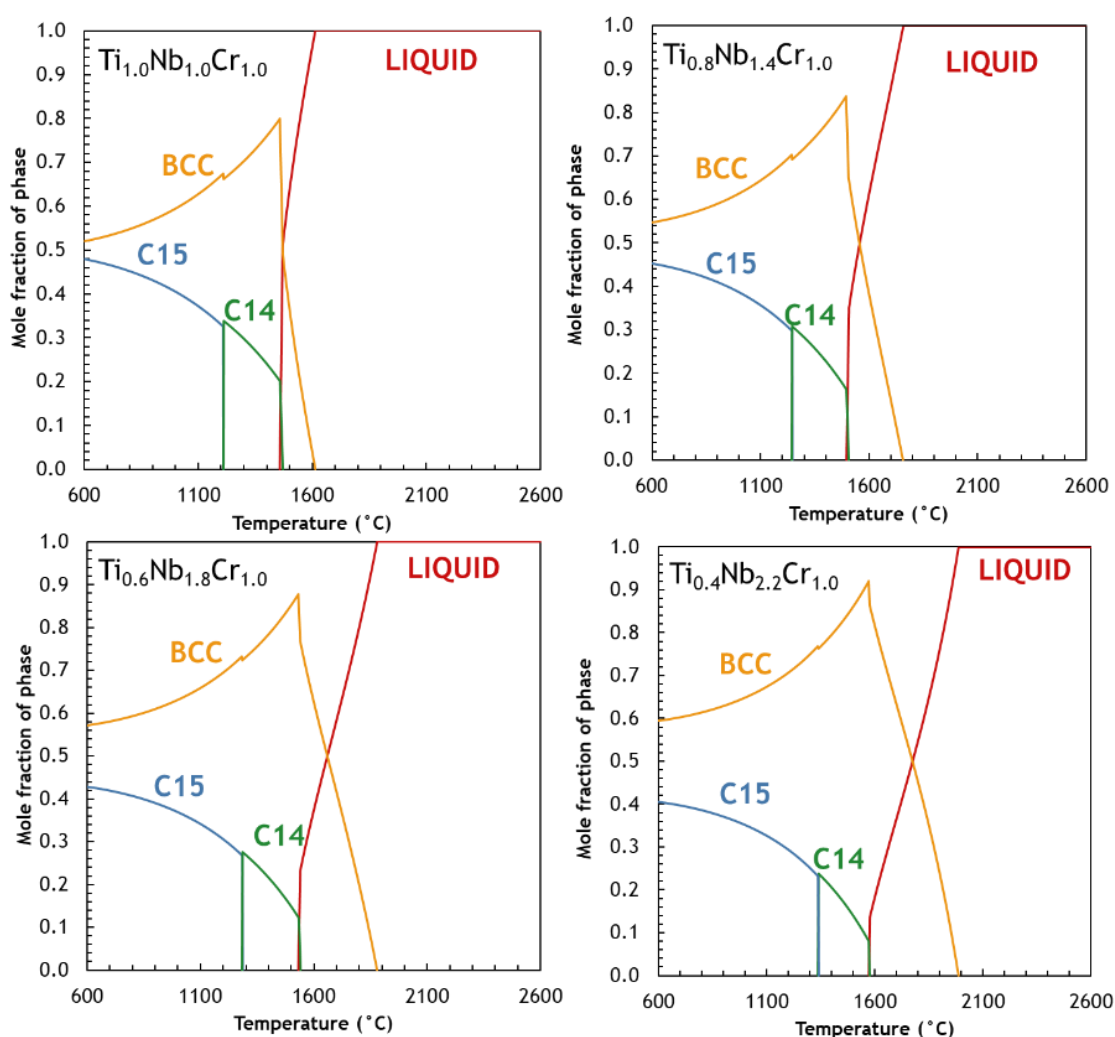 Ti1.0Nb1.0Cr1.0
LIQUID
BCC
C15
C14
Mole fraction of phase
1.0
0.9
0.8
0.7
0.6
0.5
0.4
0.3
0.2
0.1
0.0
600 1100 1600 2100 2600
Temperature (˚C)
Ti0.8Nb1.4Cr1.0
LIQUID
BCC
C15
C14
Mole fraction of phase
1.0
0.9
0.8
0.7
0.6
0.5
0.4
0.3
0.2
0.1
0.0
600 1100 1600 2100 2600
Temperature (˚C)
Ti0.6Nb1.8Cr1.0
LIQUID
BCC
C15
C14
Mole fraction of phase
1.0
0.9
0.8
0.7
0.6
0.5
0.4
0.3
0.2
0.1
0.0
600 1100 1600 2100 2600
Temperature (˚C)
Ti0.4Nb2.2Cr1.0
LIQUID
BCC
C15
C14
Mole fraction of phase
1.0
0.9
0.8
0.7
0.6
0.5
0.4
0.3
0.2
0.1
0.0
600 1100 1600 2100 2600
Temperature (˚C)